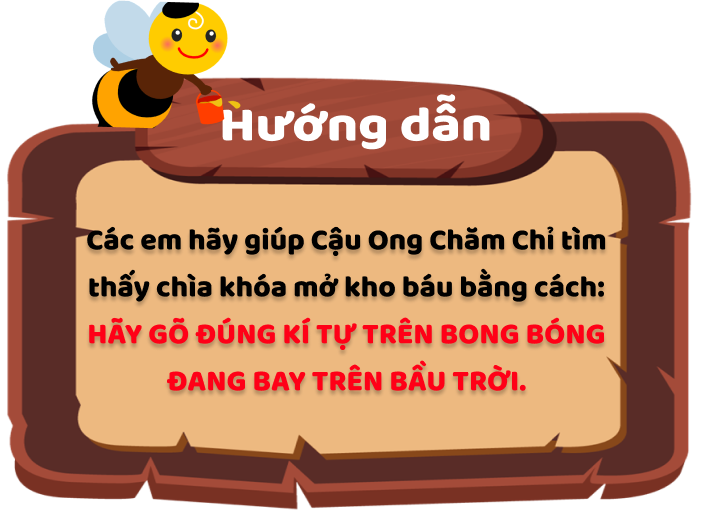 Hướng dẫn
Các em hãy giúp Cậu Ong Chăm Chỉ tìm
thấy chìa khóa mở kho báu bằng cách:
HÃY GÕ ĐÚNG KÍ TỰ TRÊN BONG BÓNG
ĐANG BAY TRÊN BẦU TRỜI.